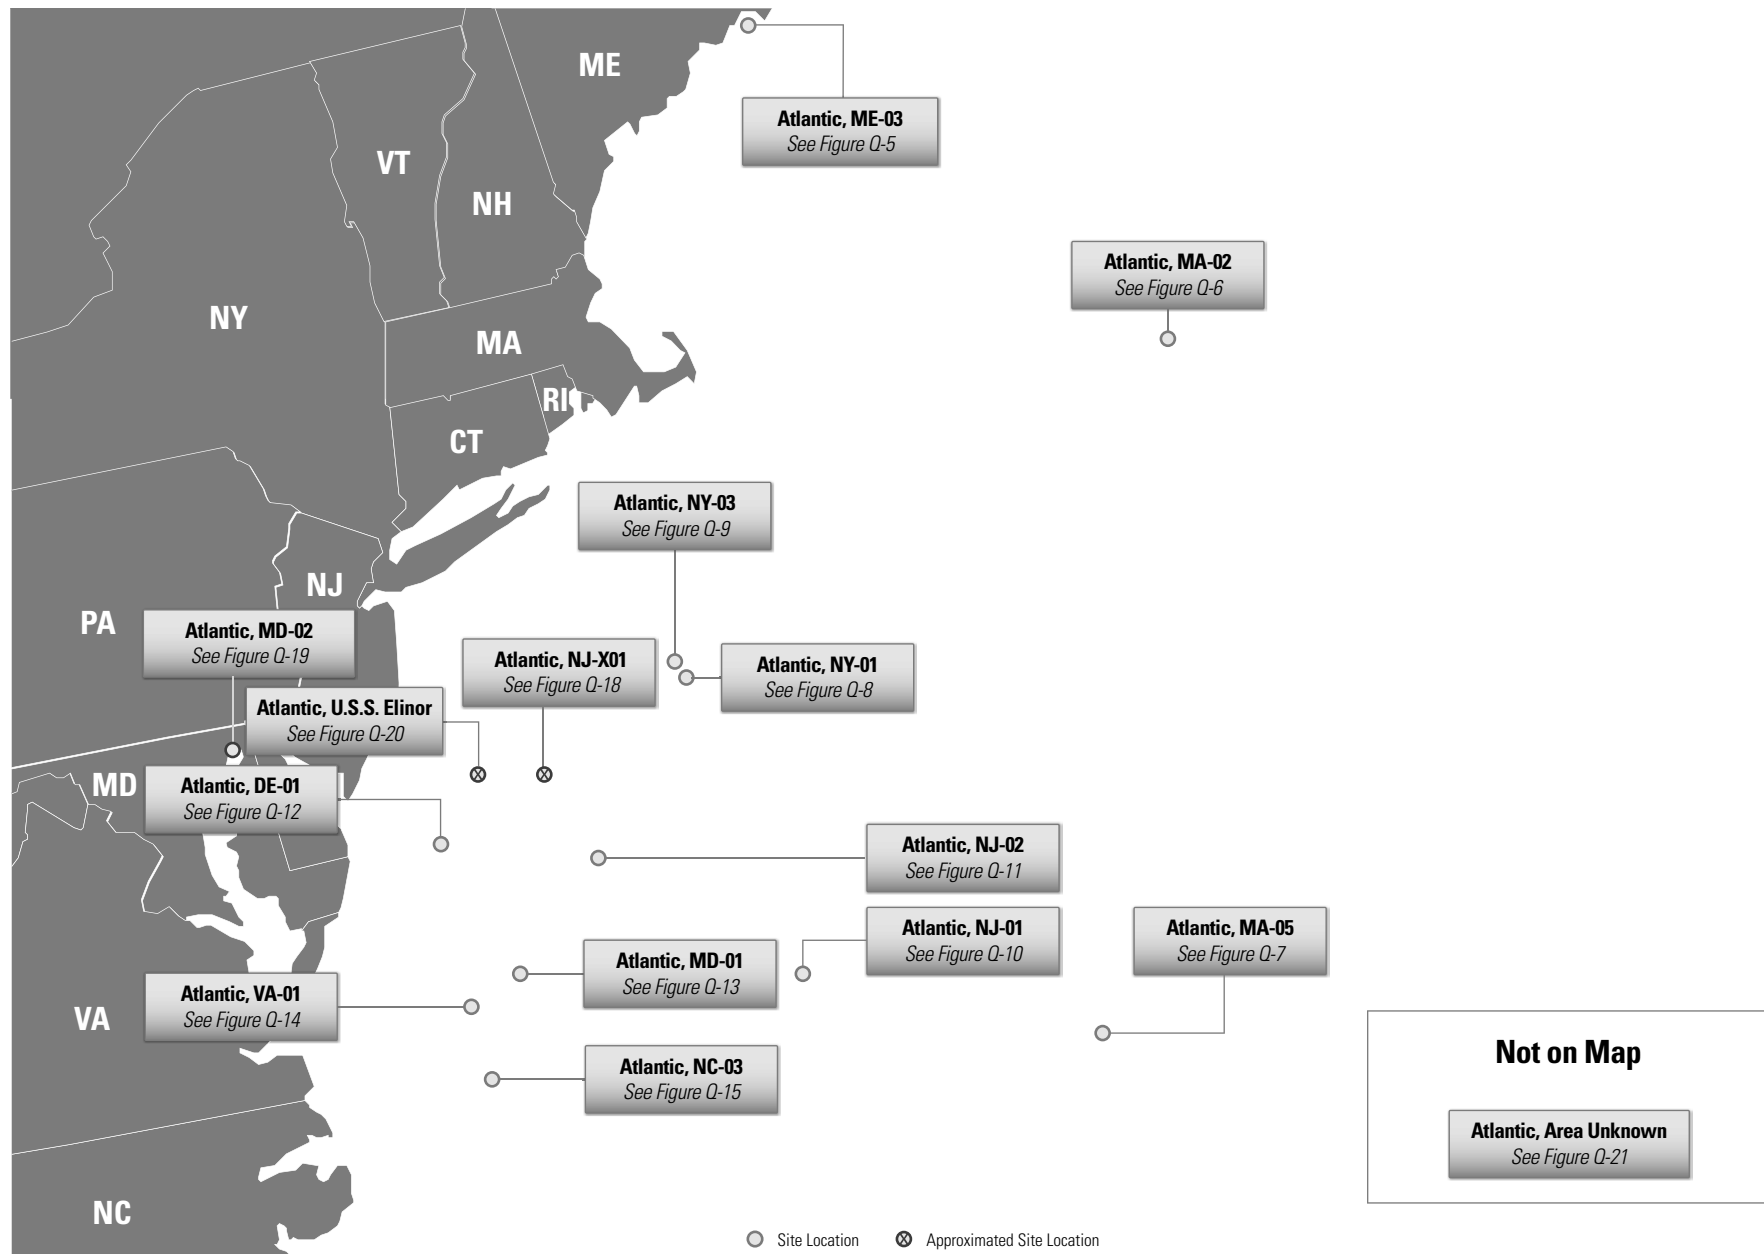 ME
Atlantic, ME-03
See Figure Q-5
VT
NH
Atlantic, MA-02
See Figure Q-6
NY
MA
RI
CT
Atlantic, NY-03
See Figure Q-9
NJ
PA
Atlantic, MD-02
See Figure Q-19
Atlantic, NJ-X01
See Figure Q-18
Atlantic, NY-01
See Figure Q-8
Atlantic, U.S.S. Elinor
See Figure Q-20
MD
Atlantic, DE-01
See Figure Q-12
Atlantic, NJ-02
See Figure Q-11
Atlantic, NJ-01
See Figure Q-10
Atlantic, MA-05
See Figure Q-7
Atlantic, MD-01
See Figure Q-13
VA
Atlantic, VA-01
See Figure Q-14
Atlantic, NC-03
See Figure Q-15
Not on Map
Atlantic, Area Unknown
See Figure Q-21
NC
Site Location
Approximated Site Location